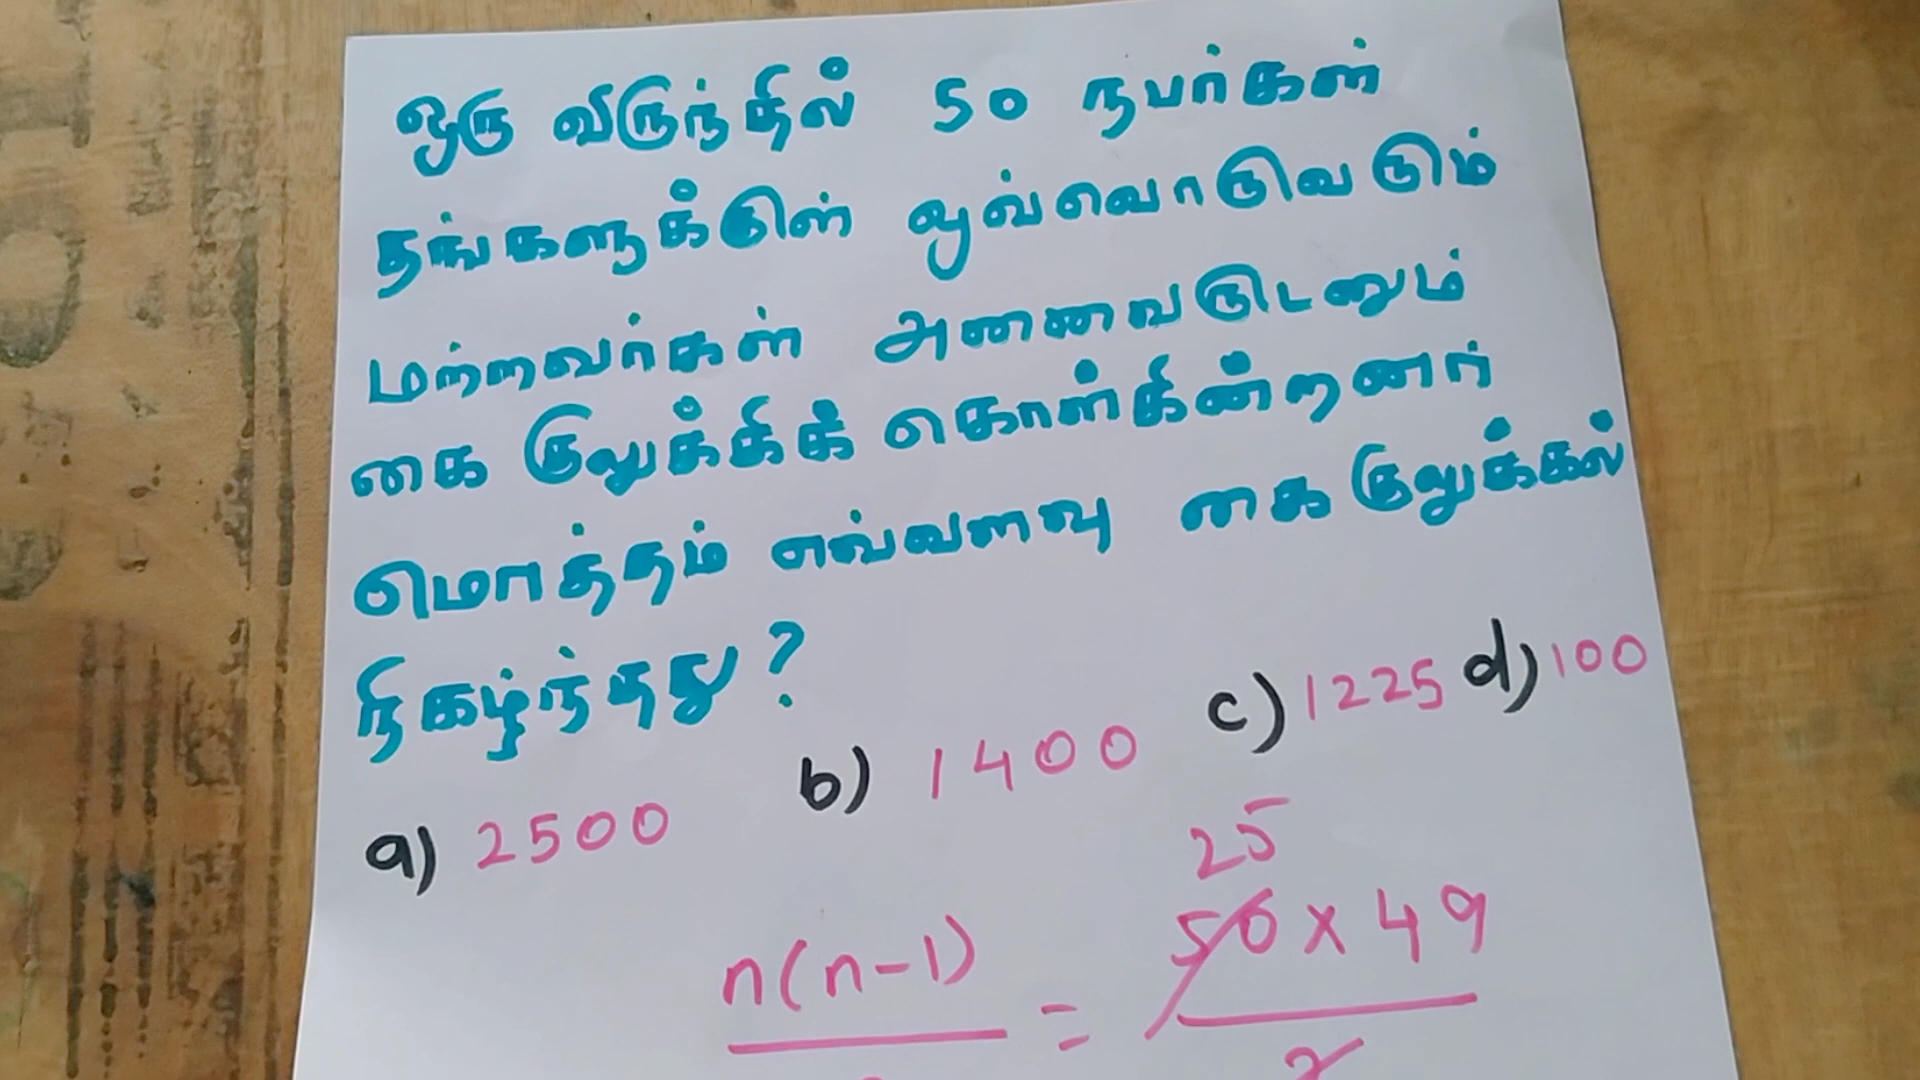 ஒரு விருந்தில் 50 நபர்கள்
தங்களுக்குள் ஒவ்வொருவரும்
மற்றவர்கள் அனைவருடனும்
கை குலுக்கிக் கொள்கின்றனர்
மொத்தம் எவ்வளவு கை குலுக்கல்
நிகழ்ந்தது?
a) 2500 b) 1400 c) 1225 d) 100
25
n(n-1) = 50 x 49
2